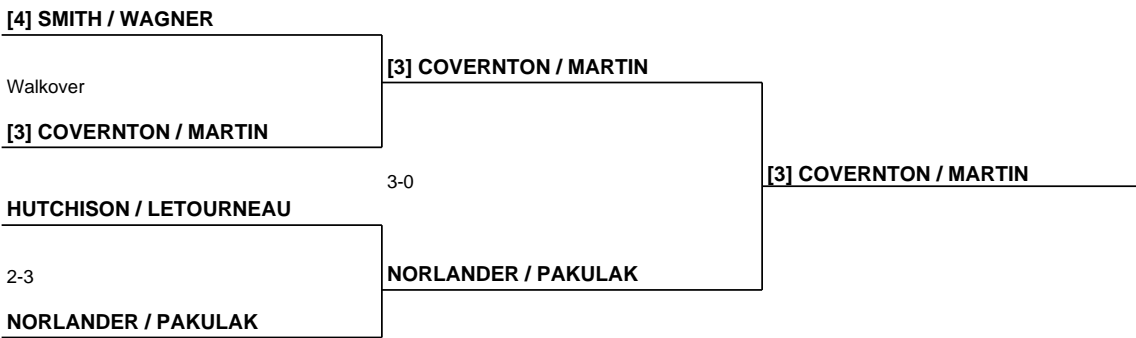 [4] SMITH / WAGNER
Walkover
[3] COVERNTON / MARTIN
HUTCHISON / LETOURNEAU
2-3
NORLANDER / PAKULAK
[3] COVERNTON / MARTIN
3-0
NORLANDER / PAKULAK
[3] COVERNTON / MARTIN